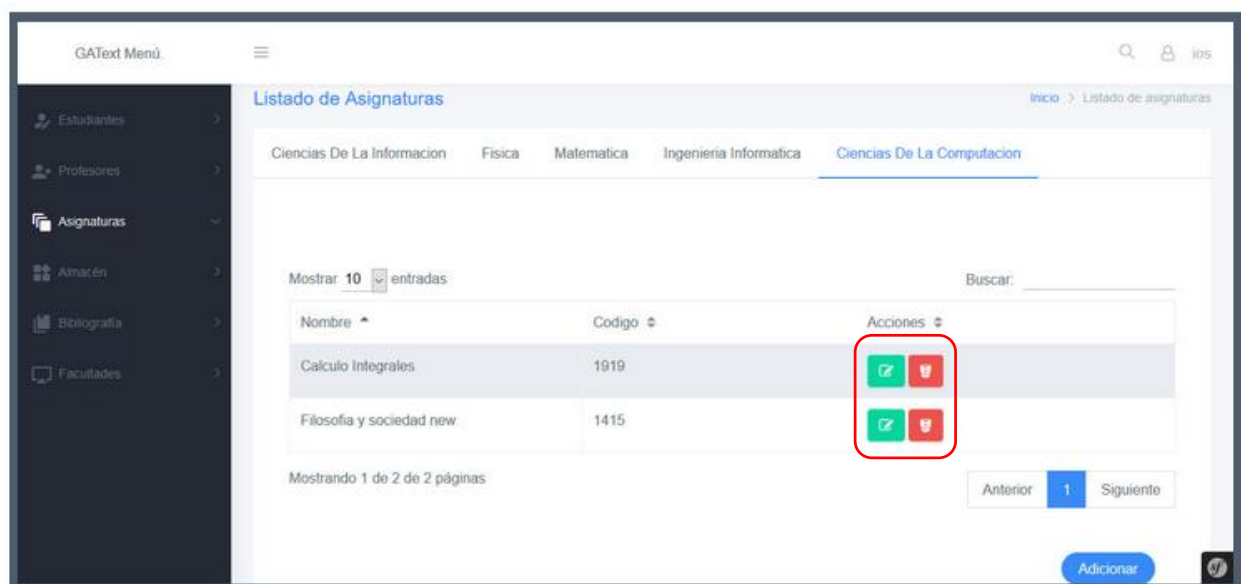 GAText Menú.
ios
Listado de Asignaturas
Inicio > Listado de asignaturas
Estudiantes
Profesores
Asignaturas
Almacén
Bibliografía
Facultades
Ciencias De La Informacion Fisica Matematica Ingenieria Informatica Ciencias De La Computacion
Mostrar 10 entradas
Buscar:
Nombre Codigo Acciones
Calculo Integrales 1919
Filosofia y sociedad new 1415
Mostrando 1 de 2 de 2 páginas
Anterior 1 Siguiente
Adicionar
sf